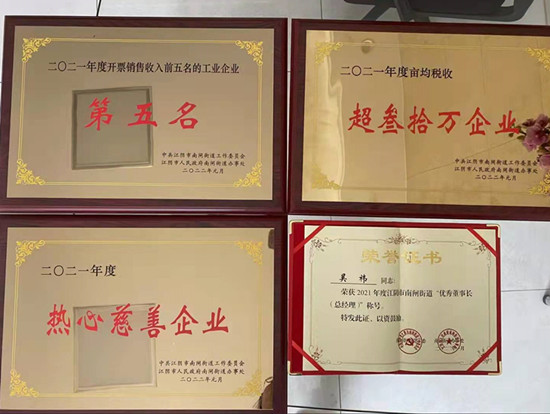 二〇二一年度开票销售收入前五名的工业企业
第五名
中共江阴市南闸街道工作委员会
江阴市人民政府南闸街道办事处
二〇二二年元月
二〇二一年度亩均税收
超叁拾万企业
中共江阴市南闸街道工作委员会
江阴市人民政府南闸街道办事处
二〇二二年元月
二〇二一年度
热心慈善企业
中共江阴市南闸街道工作委员会
江阴市人民政府南闸街道办事处
二〇二二年元月
荣誉证书
吴祎 同志:
荣获2021年度江阴市南闸街道“优秀董事长
(总经理)”称号。
特发此证,以资鼓励。